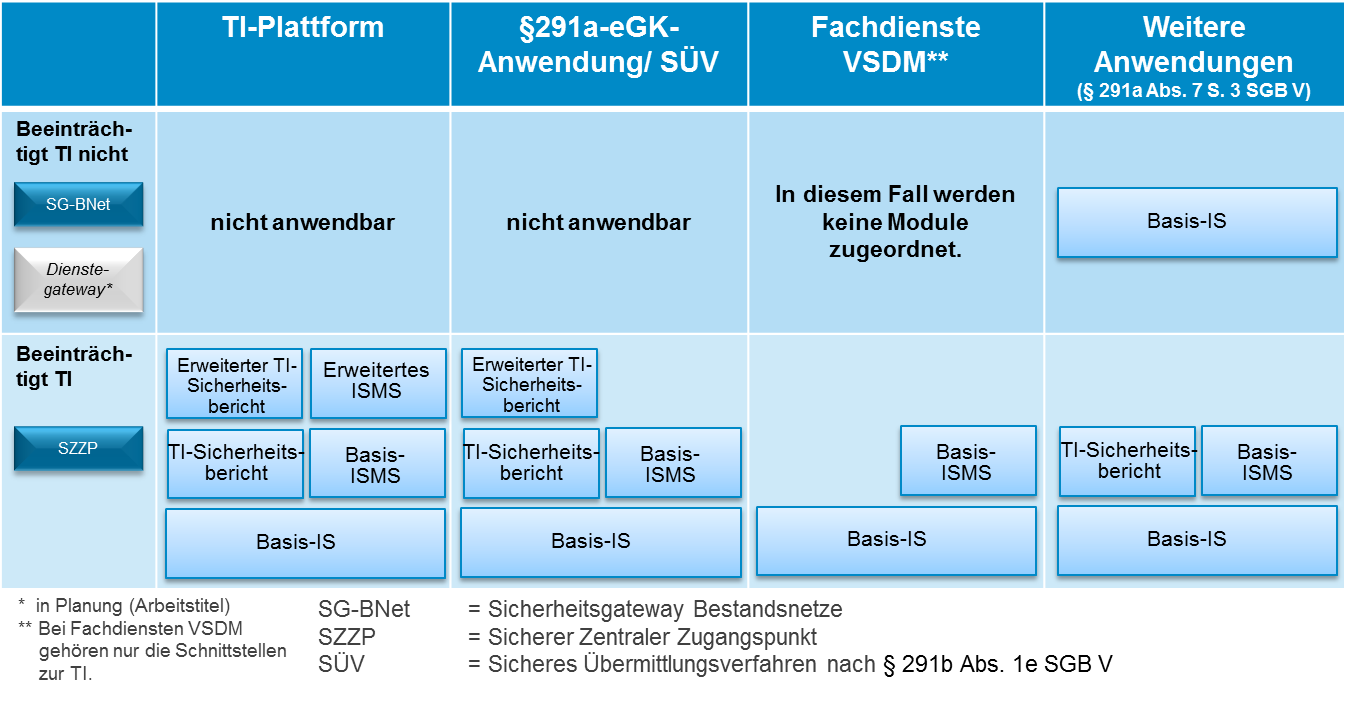 TI-Plattform
§291a-eGK-
Anwendung/ SÜV
Fachdienste
VSDM**
Weitere
Anwendungen
(§ 291a Abs. 7 S. 3 SGB V)
Beeinträch-
tigt TI nicht
SG-BNet
Dienste-
gateway*
nicht anwendbar
nicht anwendbar
In diesem Fall werden
keine Module
zugeordnet.
Basis-IS
Beeinträch-
tigt TI
SZZP
Erweiterter TI-
Sicherheits-
bericht
Erweitertes
ISMS
TI-Sicherheits-
bericht
Basis-
ISMS
Basis-IS
Erweiterter TI-
Sicherheits-
bericht
TI-Sicherheits-
bericht
Basis-
ISMS
Basis-IS
Basis-
ISMS
Basis-IS
TI-Sicherheits-
bericht
Basis-
ISMS
Basis-IS
* in Planung (Arbeitstitel)
** Bei Fachdiensten VSDM
gehören nur die Schnittstellen
zur TI.
SG-BNet = Sicherheitsgateway Bestandsnetze
SZZP = Sicherer Zentraler Zugangspunkt
SÜV = Sicheres Übermittlungsverfahren nach § 291b Abs. 1e SGB V